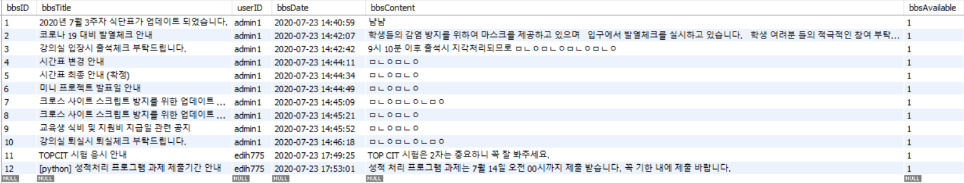 bbsID bbsTitle userID bbsDate bbsContent bbsAvailable
1 2020년 7월 3주자 식단표가 업데이트 되었습니다. admin1 2020-07-23 14:40:59 냠냠 1
2 코로나 19 대비 발열체크 안내 admin1 2020-07-23 14:42:07 학생들의 감염 방지를 위하여 마스크를 제공하고 있으며 입구에서 발열체크를 실시하고 있습니다. 학생 여러분 들의 적극적인 참여 부탁... 1
3 강의실 입장시 출석체크 부탁드립니다. admin1 2020-07-23 14:42:42 9시 10분 이후 출석시 지각처리되므로 ㅁㄴㅇㅁㄴㅇㅁㄴㅇㅁㄴㅇ 1
4 시간표 변경 안내 admin1 2020-07-23 14:44:11 ㅁㄴㅇㅁㄴㅇ 1
5 시간표 최종 안내 (확정) admin1 2020-07-23 14:44:34 ㅁㄴㅇㅁㄴㅇ 1
6 미니 프로젝트 발표일 안내 admin1 2020-07-23 14:44:49 ㅁㄴㅇㅁㄴㅇ 1
7 크로스 사이트 스크립트 방지를 위한 업데이트 ... admin1 2020-07-23 14:45:09 ㅁㄴㅇㅁㄴㅇㄴㅁㅇ 1
8 크로스 사이트 스크립트 방지를 위한 업데이트 ... admin1 2020-07-23 14:45:21 ㅁㄴㅇㅁㄴㅇ 1
9 교육생 식비 및 지원비 지급일 관련 공지 admin1 2020-07-23 14:45:52 ㅁㄴㅇㅁㄴㅇ 1
10 강의실 퇴실시 퇴실체크 부탁드립니다. admin1 2020-07-23 14:46:18 ㅁㄴㅇㅁㄴㅇㄴㅁㅇ 1
11 TOPCIT 시험 응시 안내 edih775 2020-07-23 17:49:25 TOP CIT 시험은 2차는 중요하니 꼭 잘 봐주세요. 1
12 [python] 성적처리 프로그램 과제 제출기간 안내 edih775 2020-07-23 17:53:01 성적 처리 프로그램 과제는 7월 14일 오전 00시까지 제출 받습니다. 꼭 기한 내에 제출 바랍니다. 1
NULL NULL NULL NULL NULL NULL